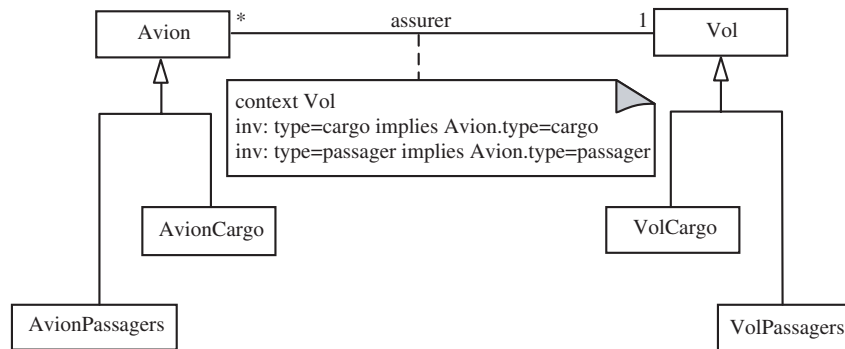 * assurer 1
Avion
Vol
context Vol
inv: type=cargo implies Avion.type=cargo
inv: type=passager implies Avion.type=passager
AvionCargo
VolCargo
AvionPassagers
VolPassagers